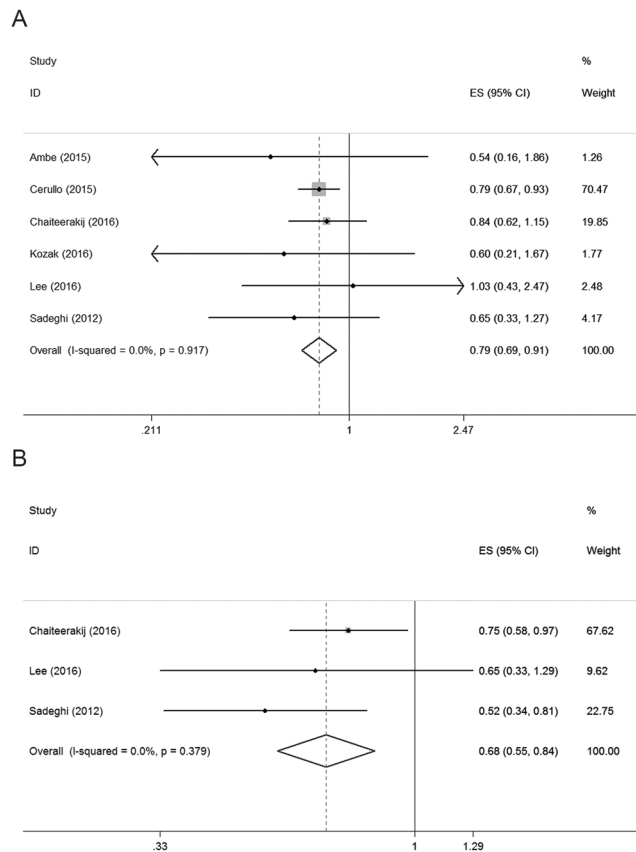 A
Study %
ID ES (95% CI) Weight
Ambe (2015) 0.54 (0.16, 1.86) 1.26
Cerullo (2015) 0.79 (0.67, 0.93) 70.47
Chaiteerakij (2016) 0.84 (0.62, 1.15) 19.85
Kozak (2016) 0.60 (0.21, 1.67) 1.77
Lee (2016) 1.03 (0.43, 2.47) 2.48
Sadeghi (2012) 0.65 (0.33, 1.27) 4.17
Overall (I-squared = 0.0%, p = 0.917) 0.79 (0.69, 0.91) 100.00
.211 1 2.47
B
Study %
ID ES (95% CI) Weight
Chaiteerakij (2016) 0.75 (0.58, 0.97) 67.62
Lee (2016) 0.65 (0.33, 1.29) 9.62
Sadeghi (2012) 0.52 (0.34, 0.81) 22.75
Overall (I-squared = 0.0%, p = 0.379) 0.68 (0.55, 0.84) 100.00
.33 1 1.29